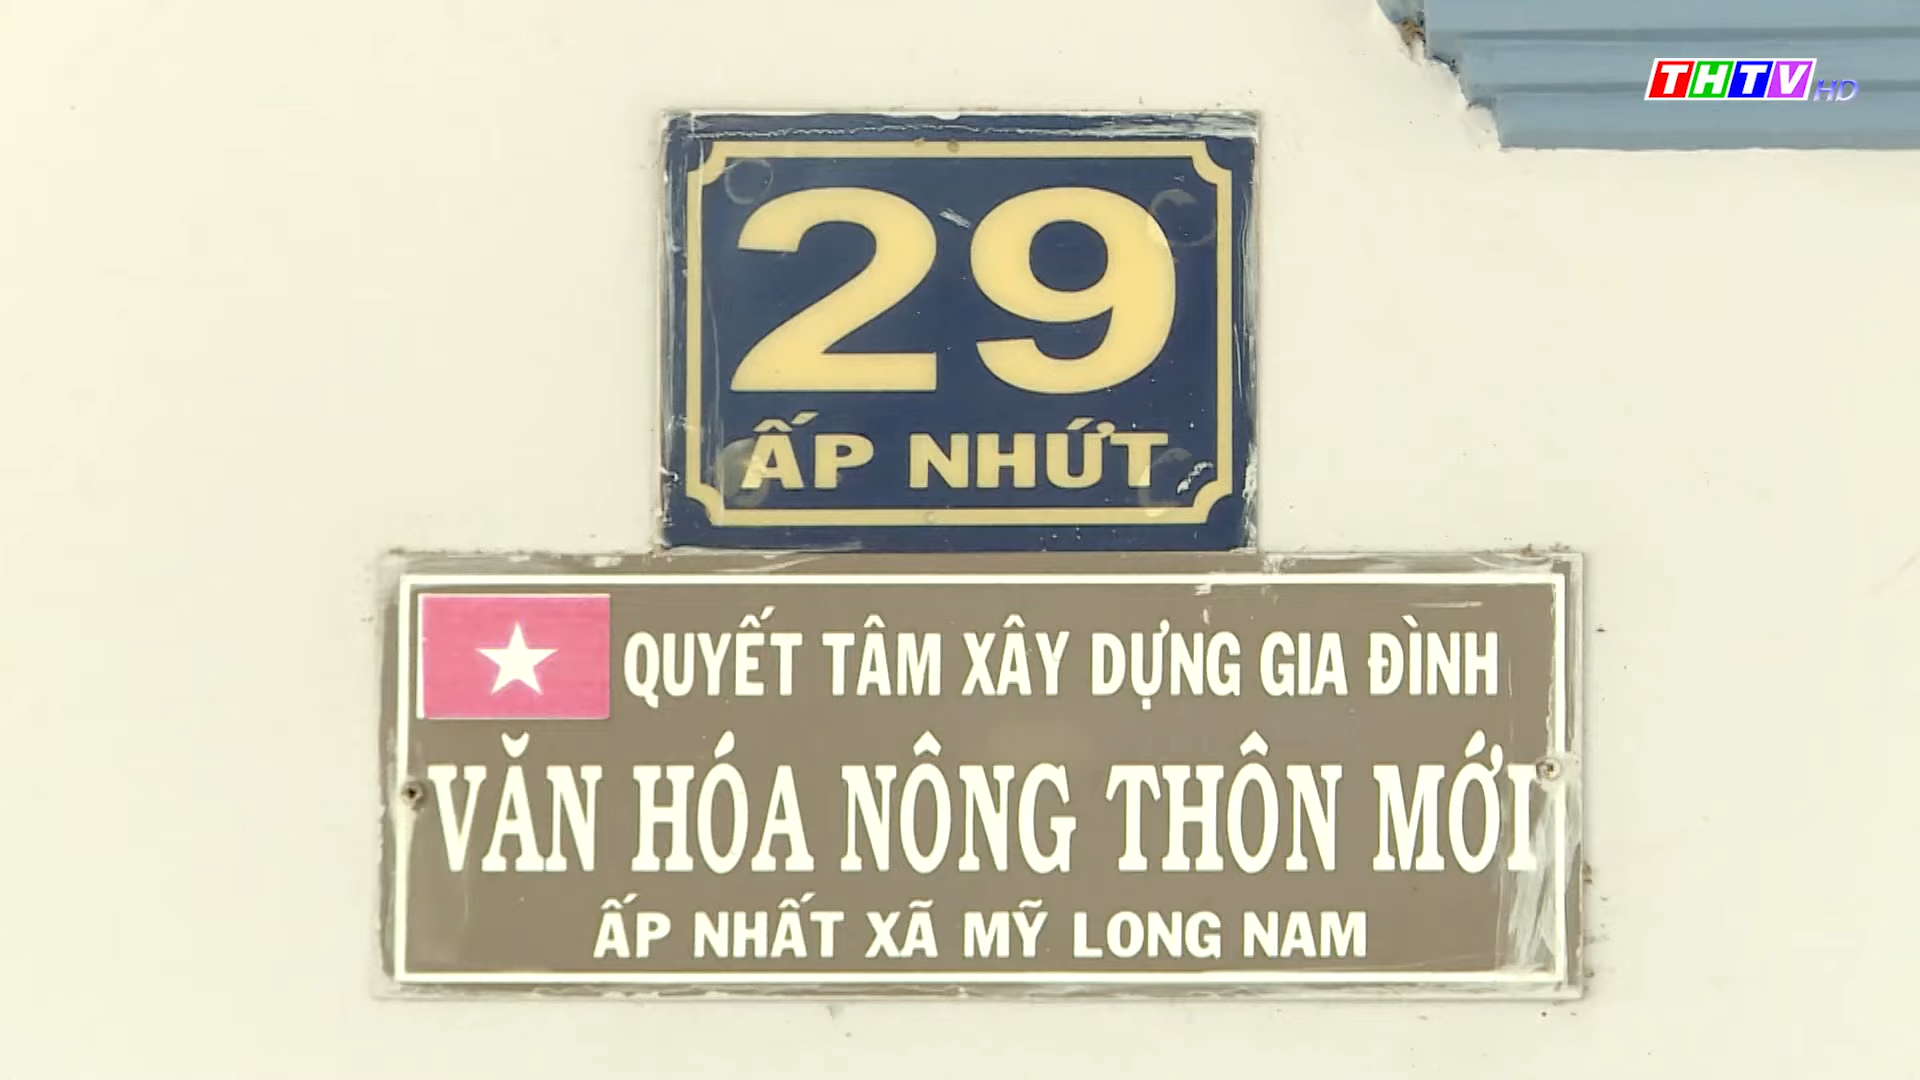 THTV HD
29
ẤP NHỨT
QUYẾT TÂM XÂY DỰNG GIA ĐÌNH
VĂN HÓA NÔNG THÔN MỚI
ẤP NHẤT XÃ MỸ LONG NAM